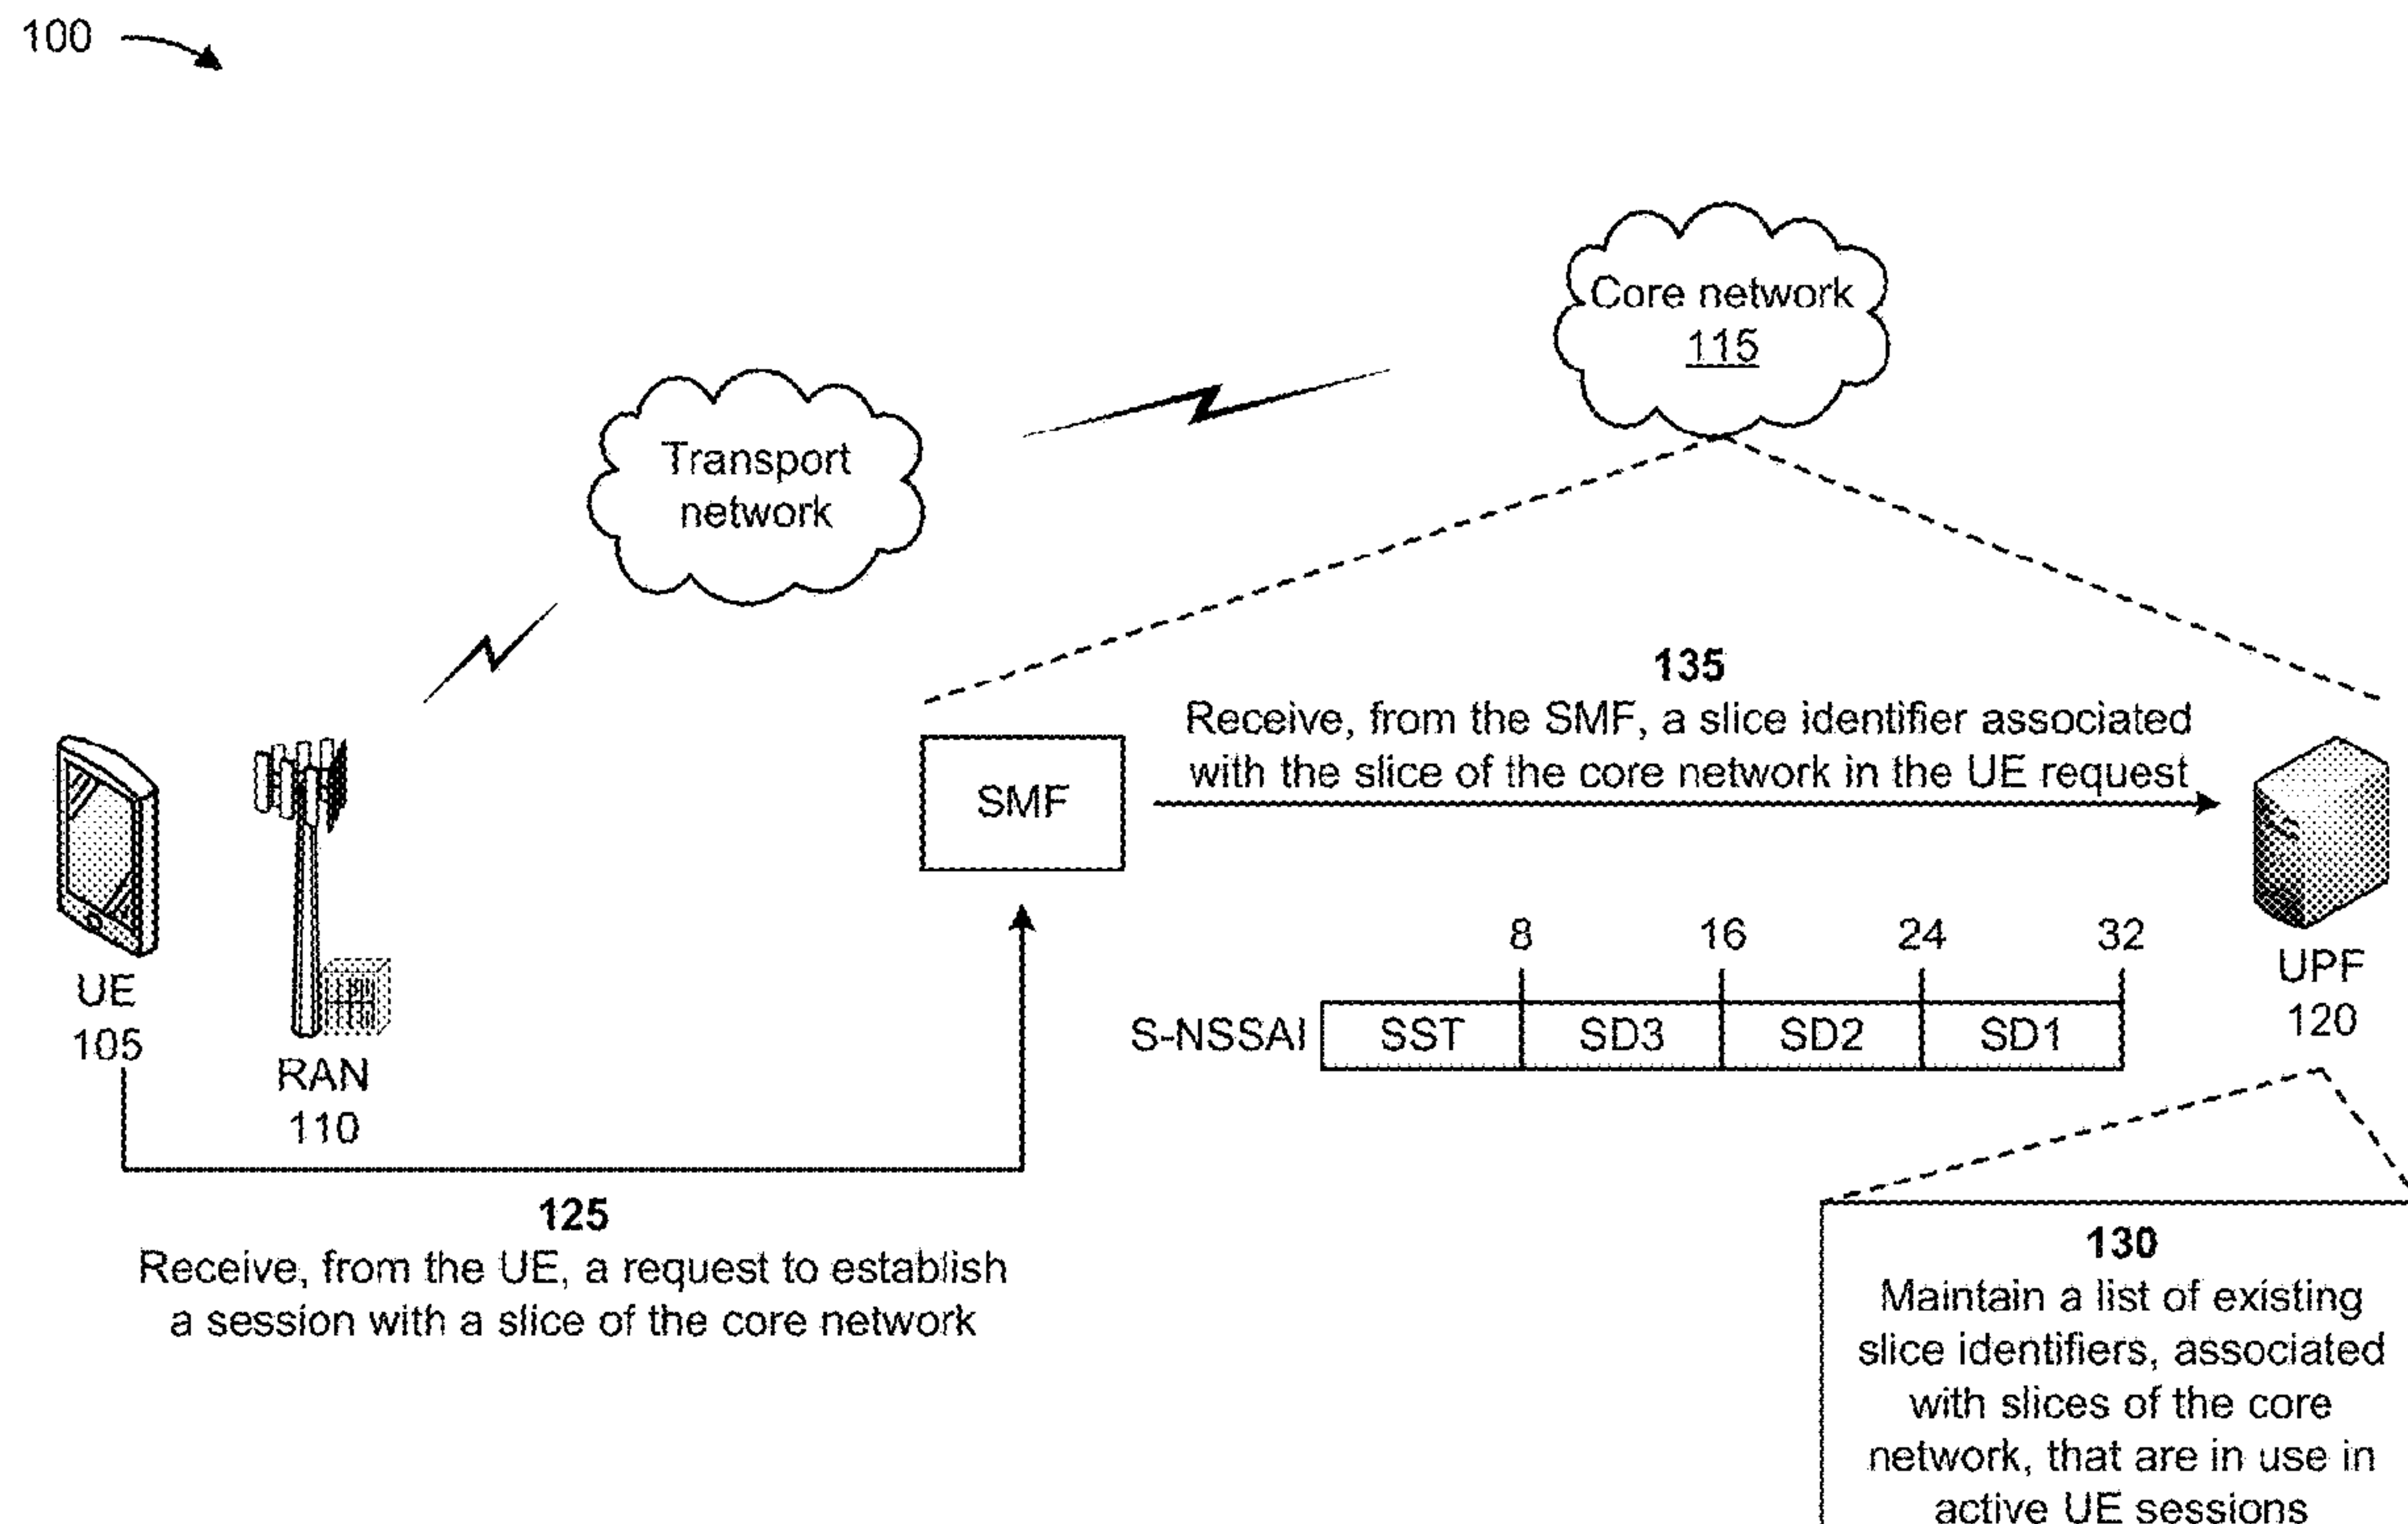 100
Core network
115
Transport
network
135
Receive, from the SMF, a slice identifier associated
with the slice of the core network in the UE request
SMF
UE
105
RAN
110
8 16 24 32
S-NSSAI SST SD3 SD2 SD1
UPF
120
125
Receive, from the UE, a request to establish
a session with a slice of the core network
130
Maintain a list of existing
slice identifiers, associated
with slices of the core
network, that are in use in
active UE sessions